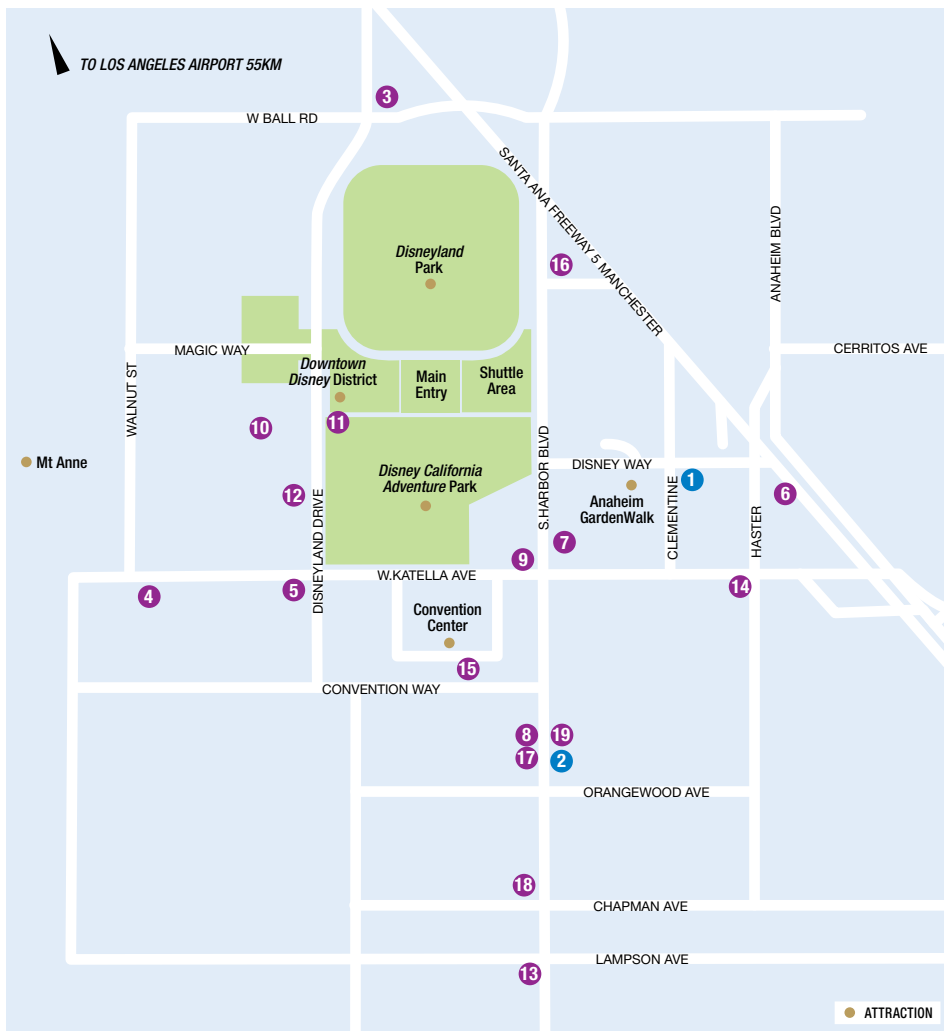 TO LOS ANGELES AIRPORT 55KM
3
W BALL RD
SANTA ANA FREEWAY 5 MANCHESTER
ANAHEIM BLVD
Disneyland
Park
16
MAGIC WAY
CERRITOS AVE
WALNUT ST
Downtown
Disney District
Main
Entry
Shuttle
Area
10
11
Mt Anne
Disney California
Adventure Park
S.HARBOR BLVD
DISNEY WAY
1
6
12
Anaheim
GardenWalk
DISNEYLAND DRIVE
CLEMENTINE
HASTER
7
9
W.KATELLA AVE
4
5
14
Convention
Center
15
CONVENTION WAY
8
19
17
2
ORANGEWOOD AVE
18
CHAPMAN AVE
LAMPSON AVE
13
ATTRACTION